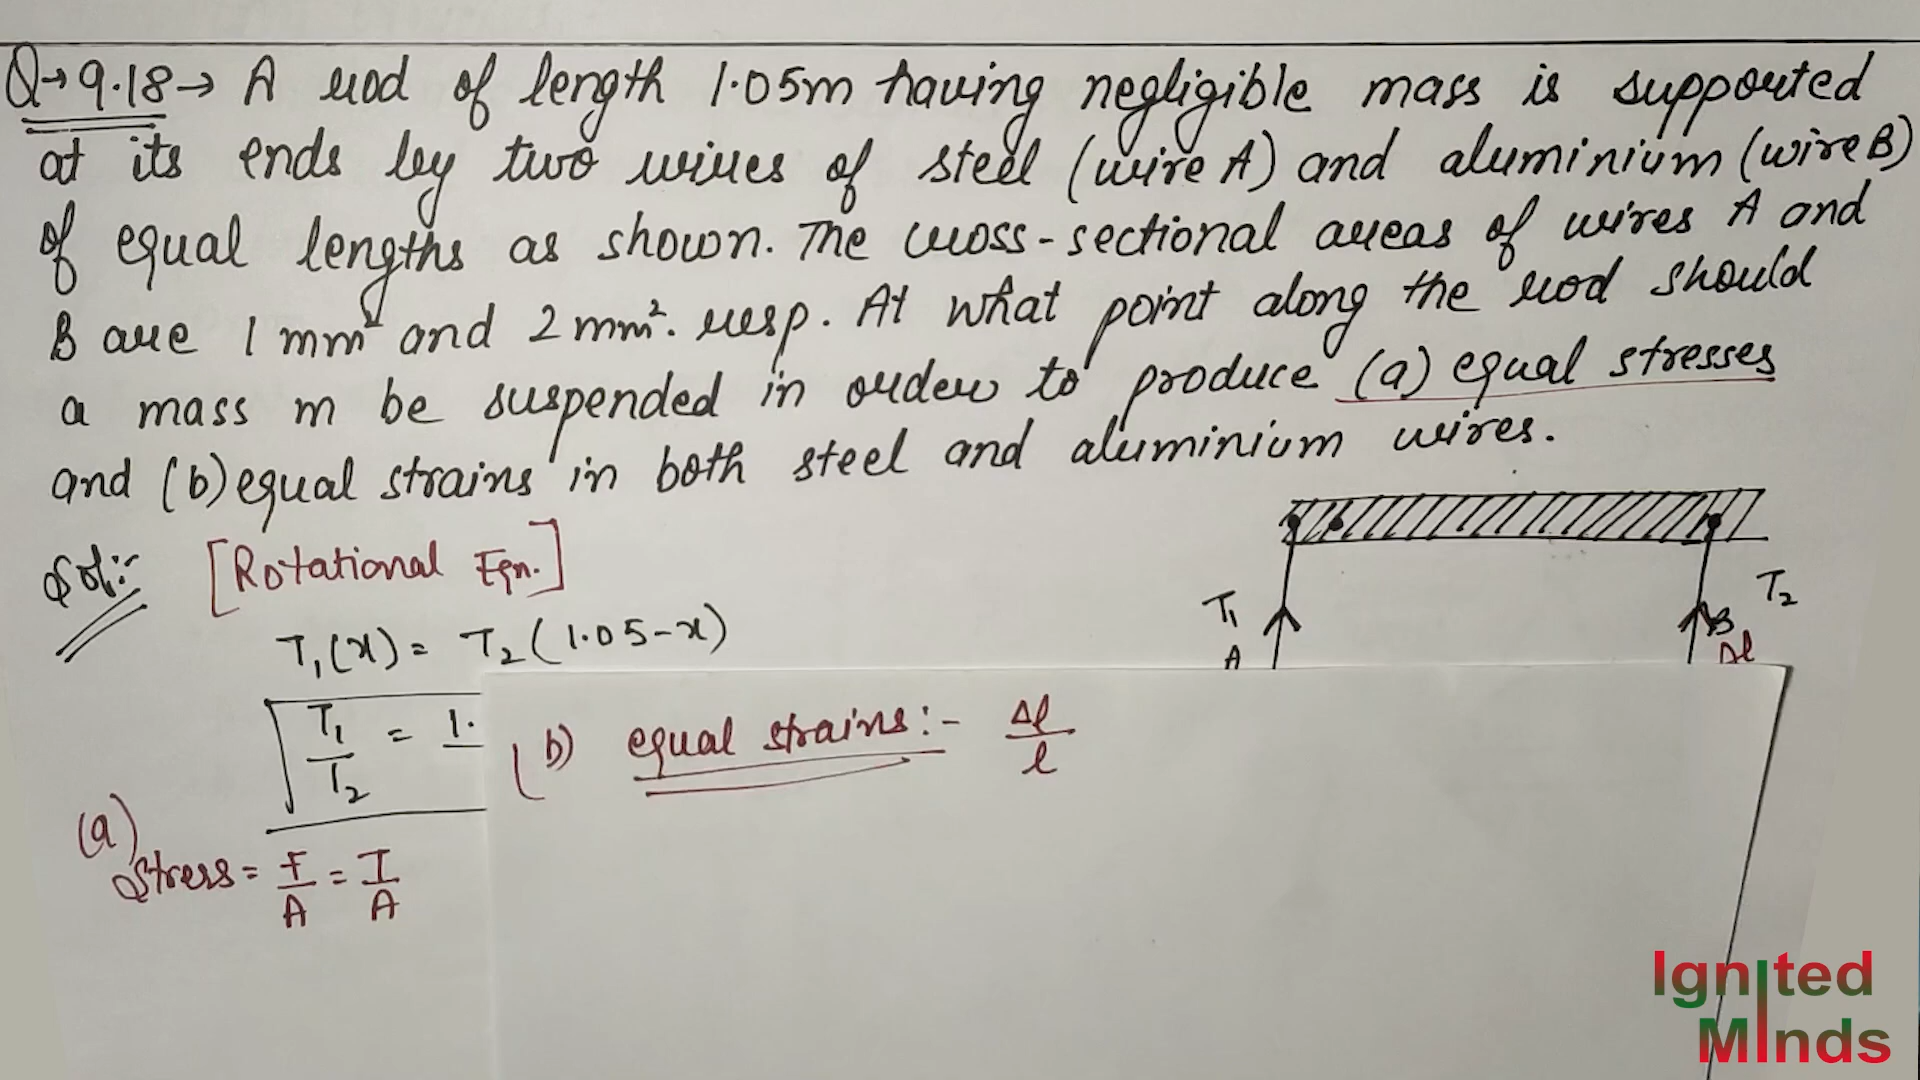 Q→9.18→ A rod of length 1.05m having negligible mass is supported
at its ends by two wires of steel (wire A) and aluminium (wire B)
of equal lengths as shown. The cross-sectional areas of wires A and
B are 1 mm² and 2 mm². resp. At what point along the rod should
a mass m be suspended in order to produce (a) equal stresses
and (b) equal strains in both steel and aluminium wires.
Sol:- [Rotational Eqn.]
T₁(x) = T₂(1.05-x)
T₁/T₂ = 1.
(a)
Stress = F/A = T/A
(b) equal strains:- Δl/l
T₁
A
T₂
B
Δl
Ignited
Minds